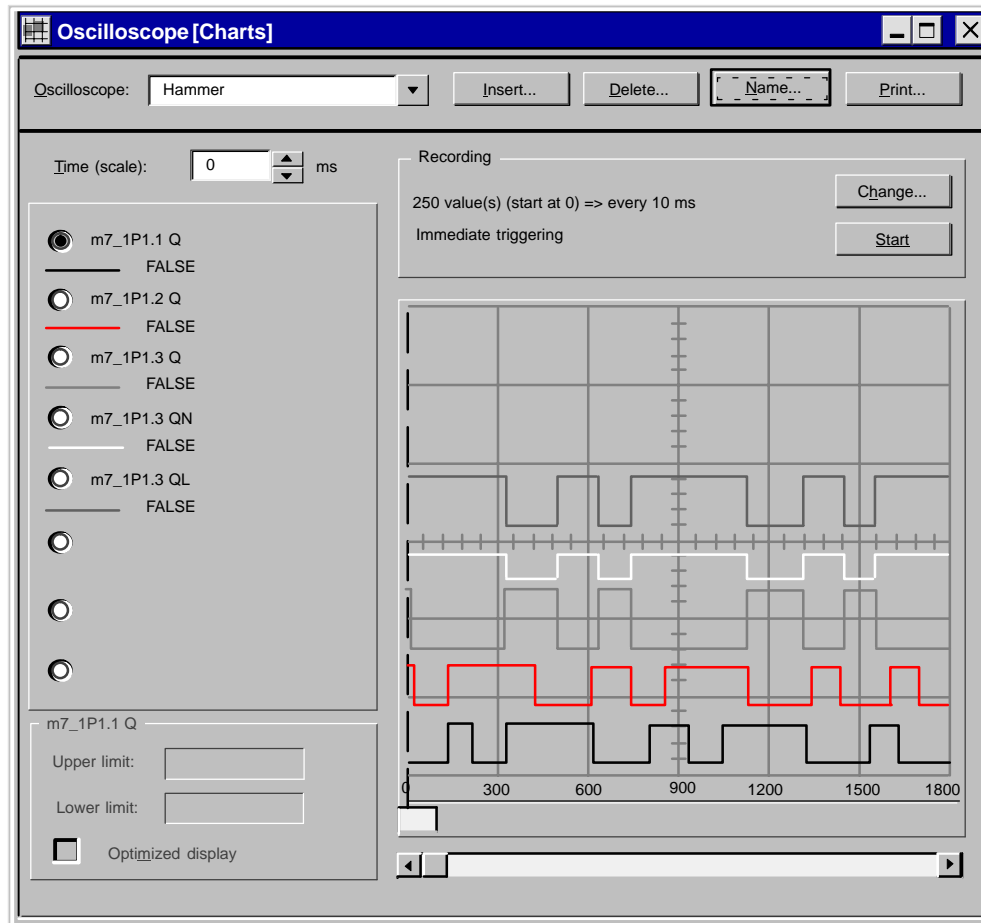 Oscilloscope [Charts]
Oscilloscope: Hammer Insert... Delete... Name... Print...
Time (scale): 0 ms
Recording
250 value(s) (start at 0) => every 10 ms
Change...
Immediate triggering
Start
m7_1P1.1 Q
FALSE
m7_1P1.2 Q
FALSE
m7_1P1.3 Q
FALSE
m7_1P1.3 QN
FALSE
m7_1P1.3 QL
FALSE
0 300 600 900 1200 1500 1800
m7_1P1.1 Q
Upper limit:
Lower limit:
Optimized display